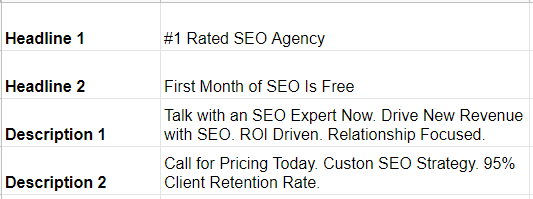 Headline 1 #1 Rated SEO Agency
Headline 2 First Month of SEO Is Free
Talk with an SEO Expert Now. Drive New Revenue
Description 1 with SEO. ROI Driven. Relationship Focused.
Call for Pricing Today. Custon SEO Strategy. 95%
Description 2 Client Retention Rate.